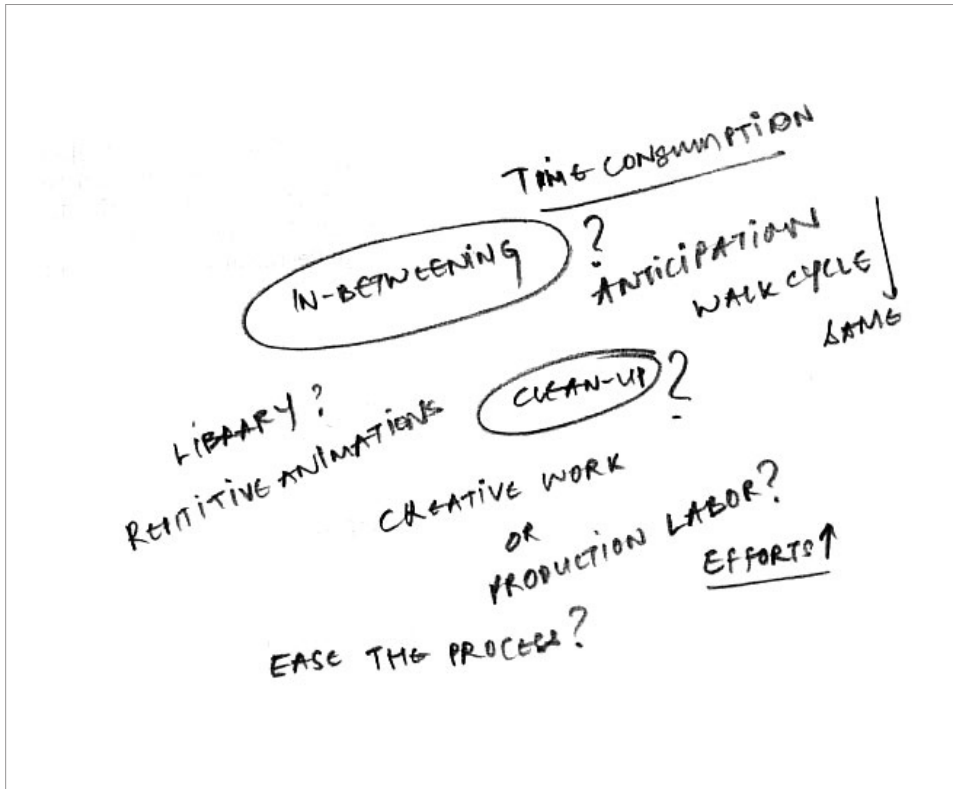 TIME CONSUMPTION
IN-BETWEENING ?
ANTICIPATION
WALK CYCLE
SAME
LIBRARY?
REPITITIVE ANIMATIONS
CLEAN-UP ?
CREATIVE WORK
OR
PRODUCTION LABOR?
EFFORTS↑
EASE THE PROCESS?